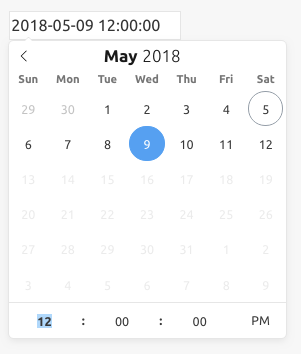 2018-05-09 12:00:00
May 2018
Sun Mon Tue Wed Thu Fri Sat
29 30 1 2 3 4 5
6 7 8 9 10 11 12
13 14 15 16 17 18 19
20 21 22 23 24 25 26
27 28 29 30 31 1 2
3 4 5 6 7 8 9
12 : 00 : 00 PM